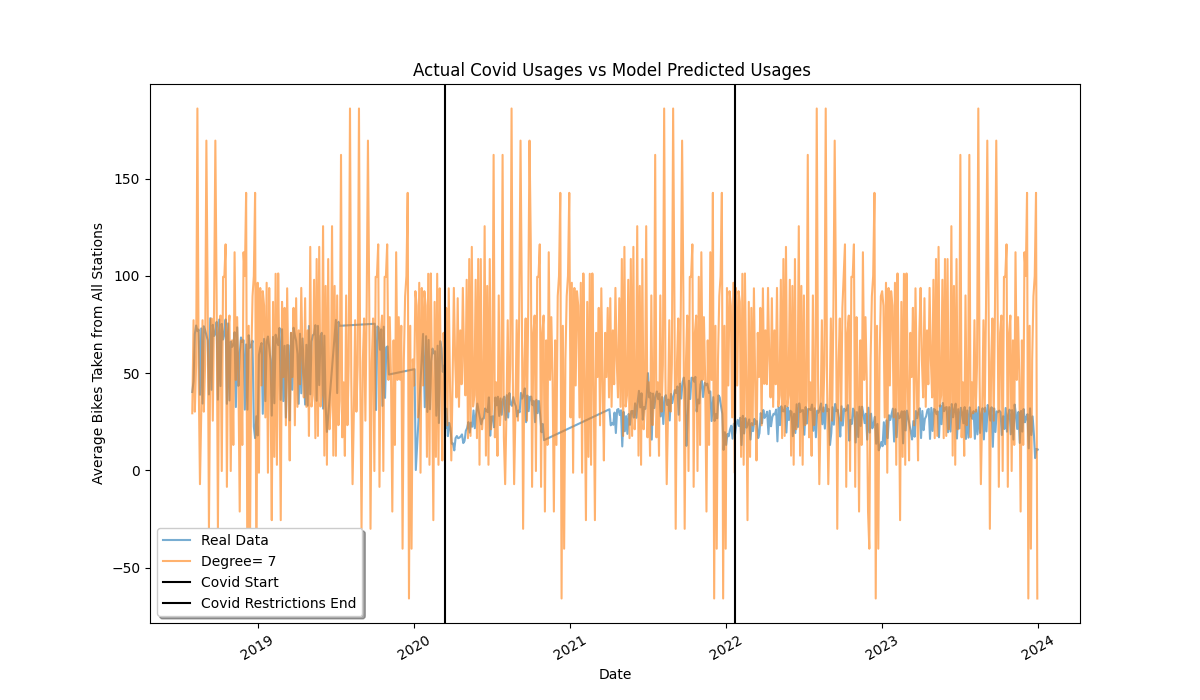 Actual Covid Usages vs Model Predicted Usages
Average Bikes Taken from All Stations
150
100
50
0
−50
Real Data
Degree= 7
Covid Start
Covid Restrictions End
2019
2020
2021
2022
2023
2024
Date